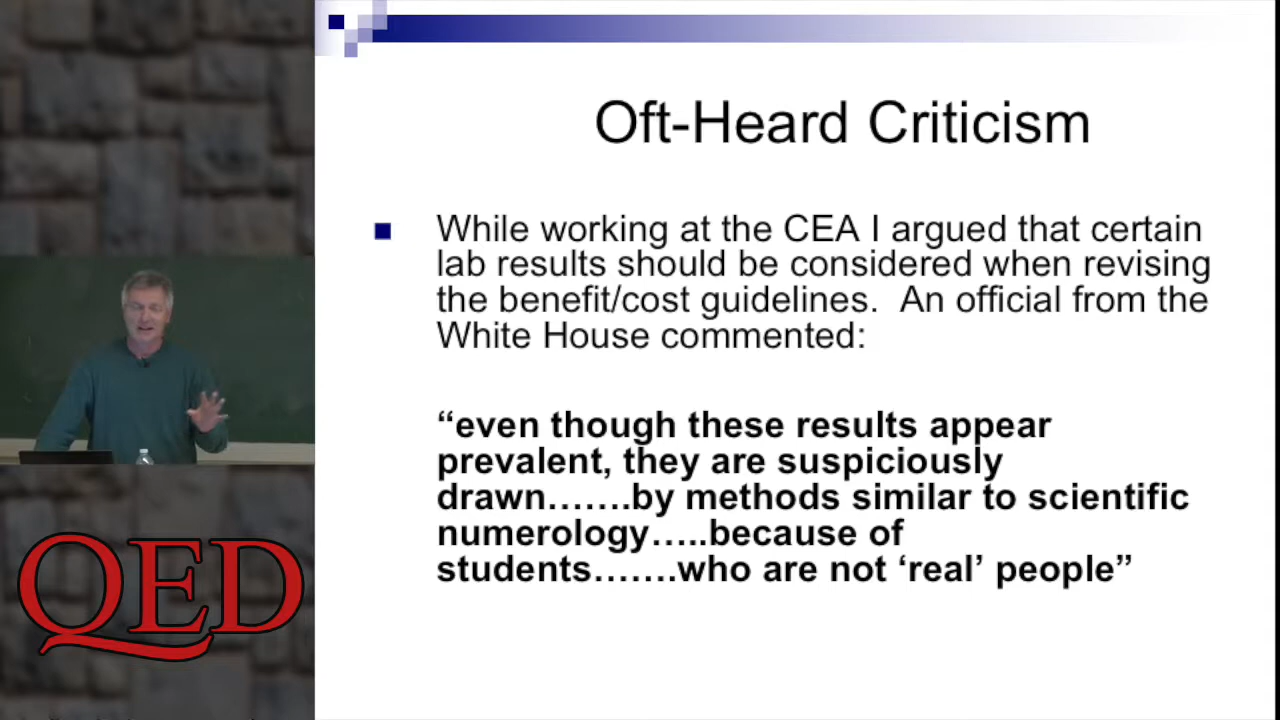 Oft-Heard Criticism
While working at the CEA I argued that certain
lab results should be considered when revising
the benefit/cost guidelines.  An official from the
White House commented:
“even though these results appear
prevalent, they are suspiciously
drawn…….by methods similar to scientific
numerology…..because of
students…….who are not ‘real’ people”
QED